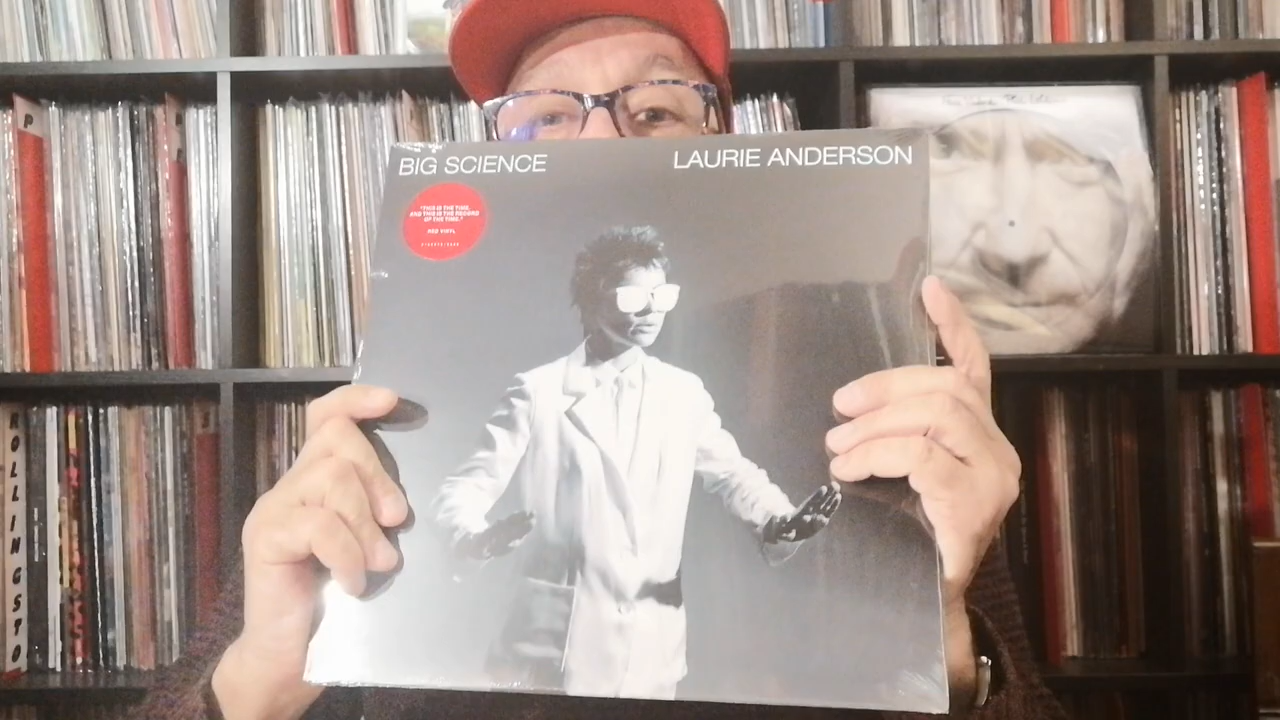 BIG SCIENCE
LAURIE ANDERSON
"THIS IS THE TIME.
AND THIS IS THE RECORD
OF THE TIME."
RED VINYL
P
ROLLINGSTO